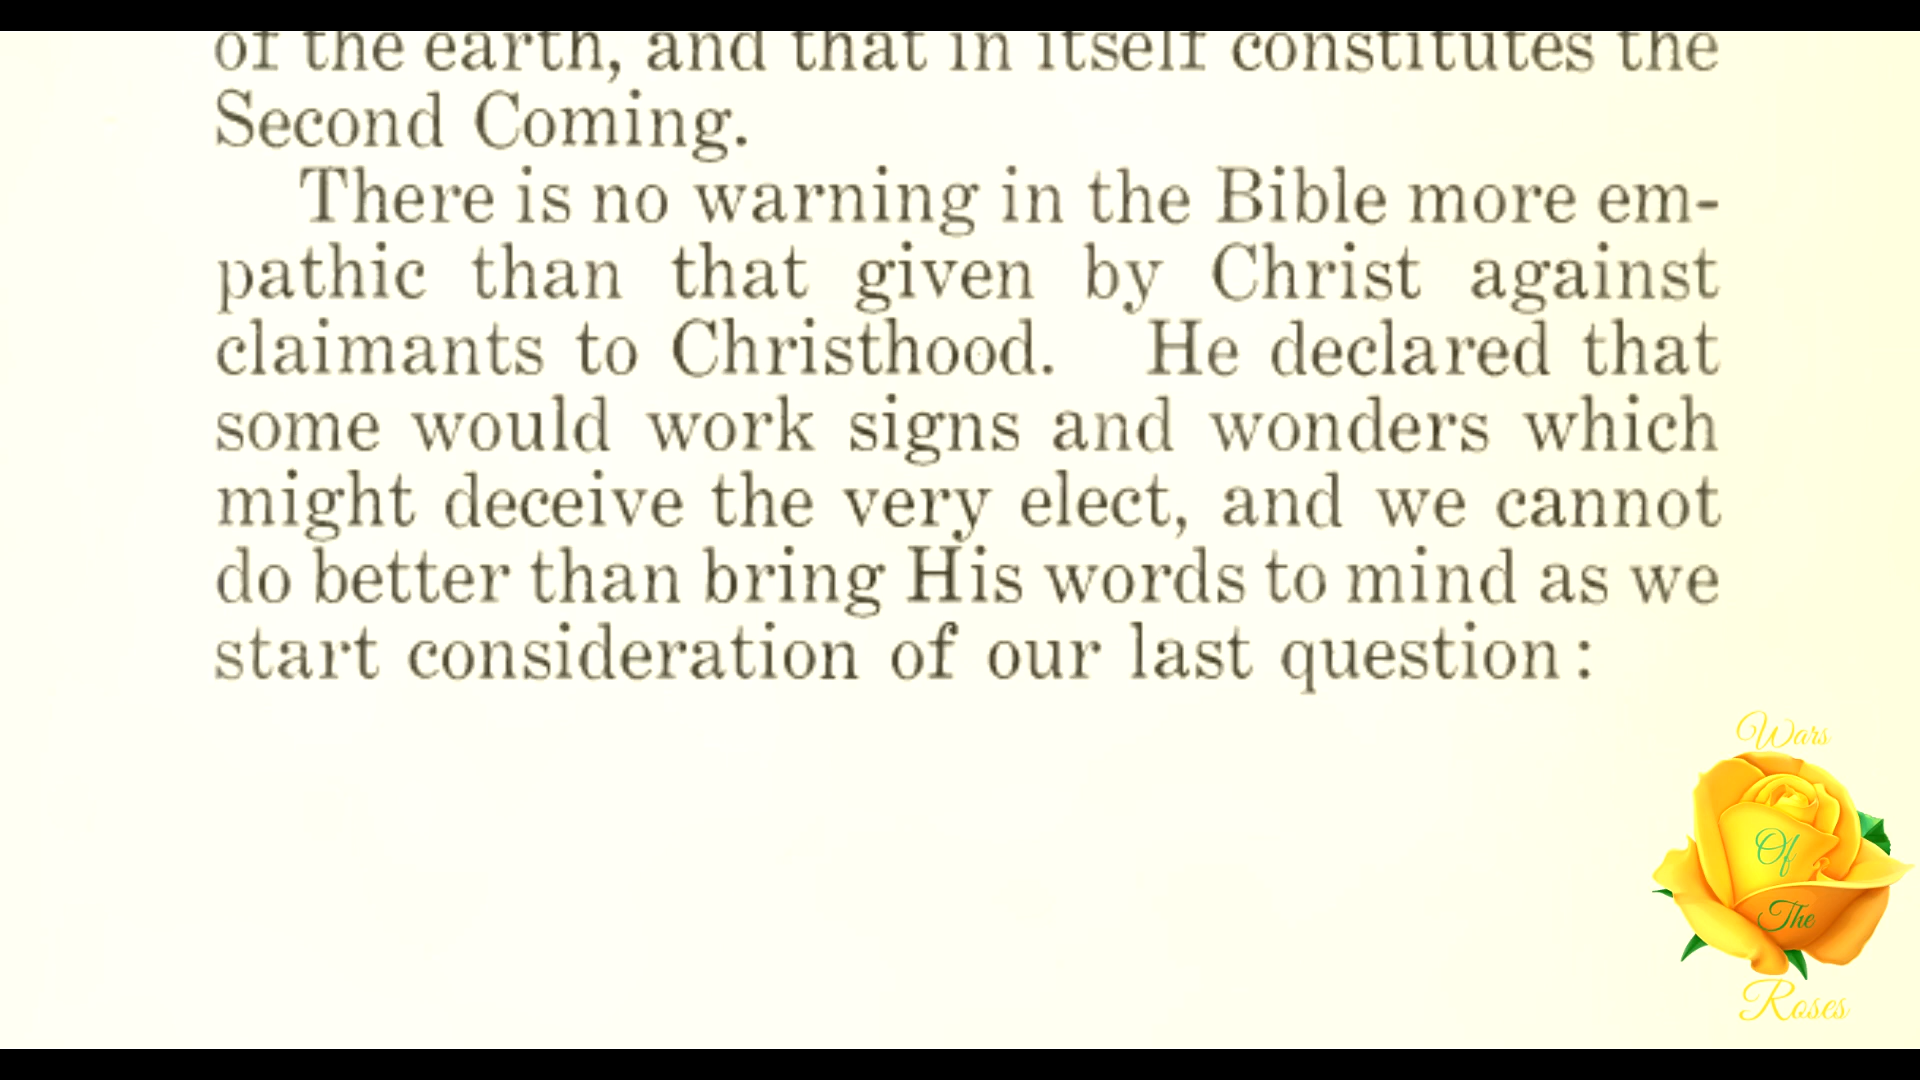 of the earth, and that in itself constitutes the
Second Coming.
There is no warning in the Bible more em-
pathic than that given by Christ against
claimants to Christhood. He declared that
some would work signs and wonders which
might deceive the very elect, and we cannot
do better than bring His words to mind as we
start consideration of our last question:
Wars
Of
The
Roses